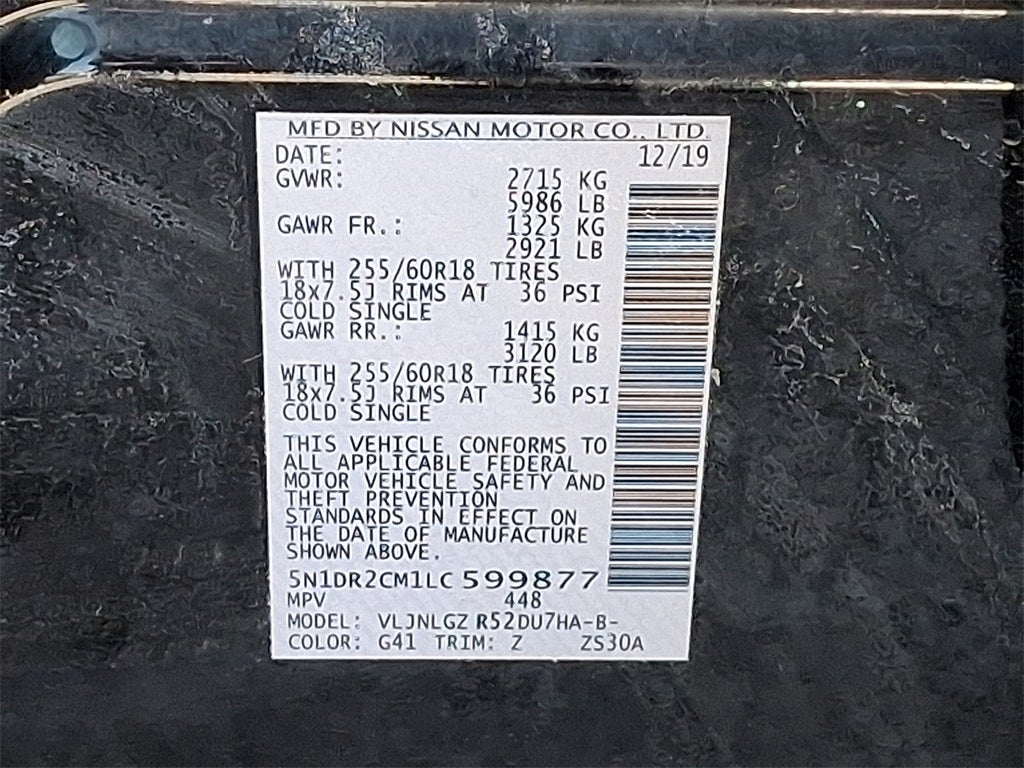 MFD BY NISSAN MOTOR CO., LTD.
DATE: 12/19
GVWR: 2715 KG
5986 LB
GAWR FR.: 1325 KG
2921 LB
WITH 255/60R18 TIRES
18x7.5J RIMS AT 36 PSI
COLD SINGLE
GAWR RR.: 1415 KG
3120 LB
WITH 255/60R18 TIRES
18x7.5J RIMS AT 36 PSI
COLD SINGLE
THIS VEHICLE CONFORMS TO
ALL APPLICABLE FEDERAL
MOTOR VEHICLE SAFETY AND
THEFT PREVENTION
STANDARDS IN EFFECT ON
THE DATE OF MANUFACTURE
SHOWN ABOVE.
5N1DR2CM1LC599877
MPV 448
MODEL: VLJNLGZ R52DU7HA-B-
COLOR: G41 TRIM: Z ZS30A